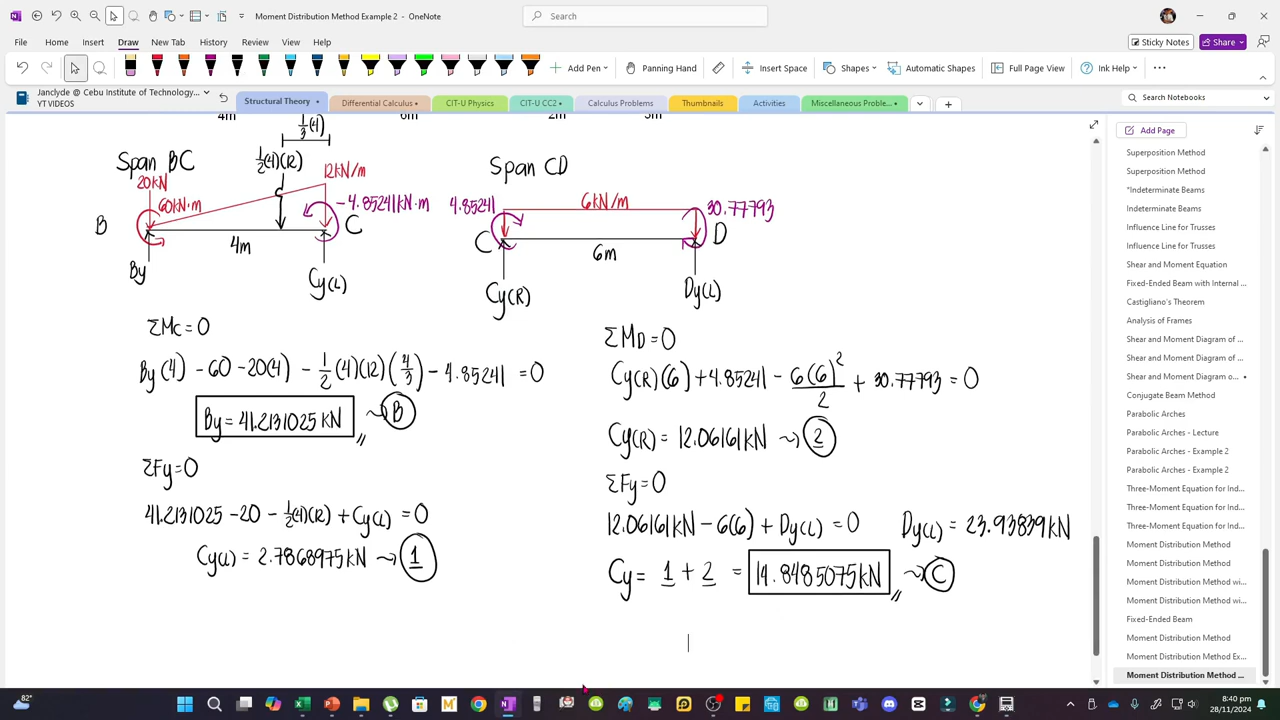 Moment Distribution Method Example 2 - OneNote
Search
File Home Insert Draw New Tab History Review View Help
Sticky Notes Share
Add Pen Panning Hand Insert Space Shapes Automatic Shapes Full Page View Ink Help
Janclyde @ Cebu Institute of Technology...
YT VIDEOS
Structural Theory Differential Calculus CIT-U Physics CIT-U CC2 Calculus Problems Thumbnails Activities Miscellaneous Proble...
Search Notebooks
Add Page
Superposition Method
Superposition Method
*Indeterminate Beams
Indeterminate Beams
Influence Line for Trusses
Influence Line for Trusses
Shear and Moment Equation
Fixed-Ended Beam with Internal ...
Castigliano's Theorem
Analysis of Frames
Shear and Moment Diagram of ...
Shear and Moment Diagram of ...
Shear and Moment Diagram o...
Conjugate Beam Method
Parabolic Arches
Parabolic Arches - Lecture
Parabolic Arches - Example 2
Parabolic Arches - Example 2
Three-Moment Equation for Ind...
Three-Moment Equation for Ind...
Three-Moment Equation for Ind...
Moment Distribution Method
Moment Distribution Method
Moment Distribution Method wi...
Moment Distribution Method wi...
Fixed-Ended Beam
Moment Distribution Method
Moment Distribution Method Ex...
Moment Distribution Method ...
4m 6m 2m 3m
1/3(4)
Span BC
1/2(4)(12)
20kN
60kN·m
12kN/m
-4.85241kN·m
B
C
4m
By
Cy(L)
ΣMc=0
By(4) -60 -20(4) - 1/2(4)(12)(4/3) - 4.85241 = 0
By = 41.2131025 kN B
ΣFy=0
41.2131025 -20 - 1/2(4)(12) + Cy(L) = 0
Cy(L) = 2.7868975 kN 1
Span CD
4.85241
6kN/m
30.77793
C
D
6m
Cy(R)
Dy(L)
ΣMD=0
Cy(R)(6) + 4.85241 - 6(6)²/2 + 30.77793 = 0
Cy(R) = 12.06161kN 2
ΣFy=0
12.06161kN - 6(6) + Dy(L) = 0 Dy(L) = 23.93839kN
Cy = 1 + 2 = 14.8485075kN C
82°
8:40 pm
28/11/2024